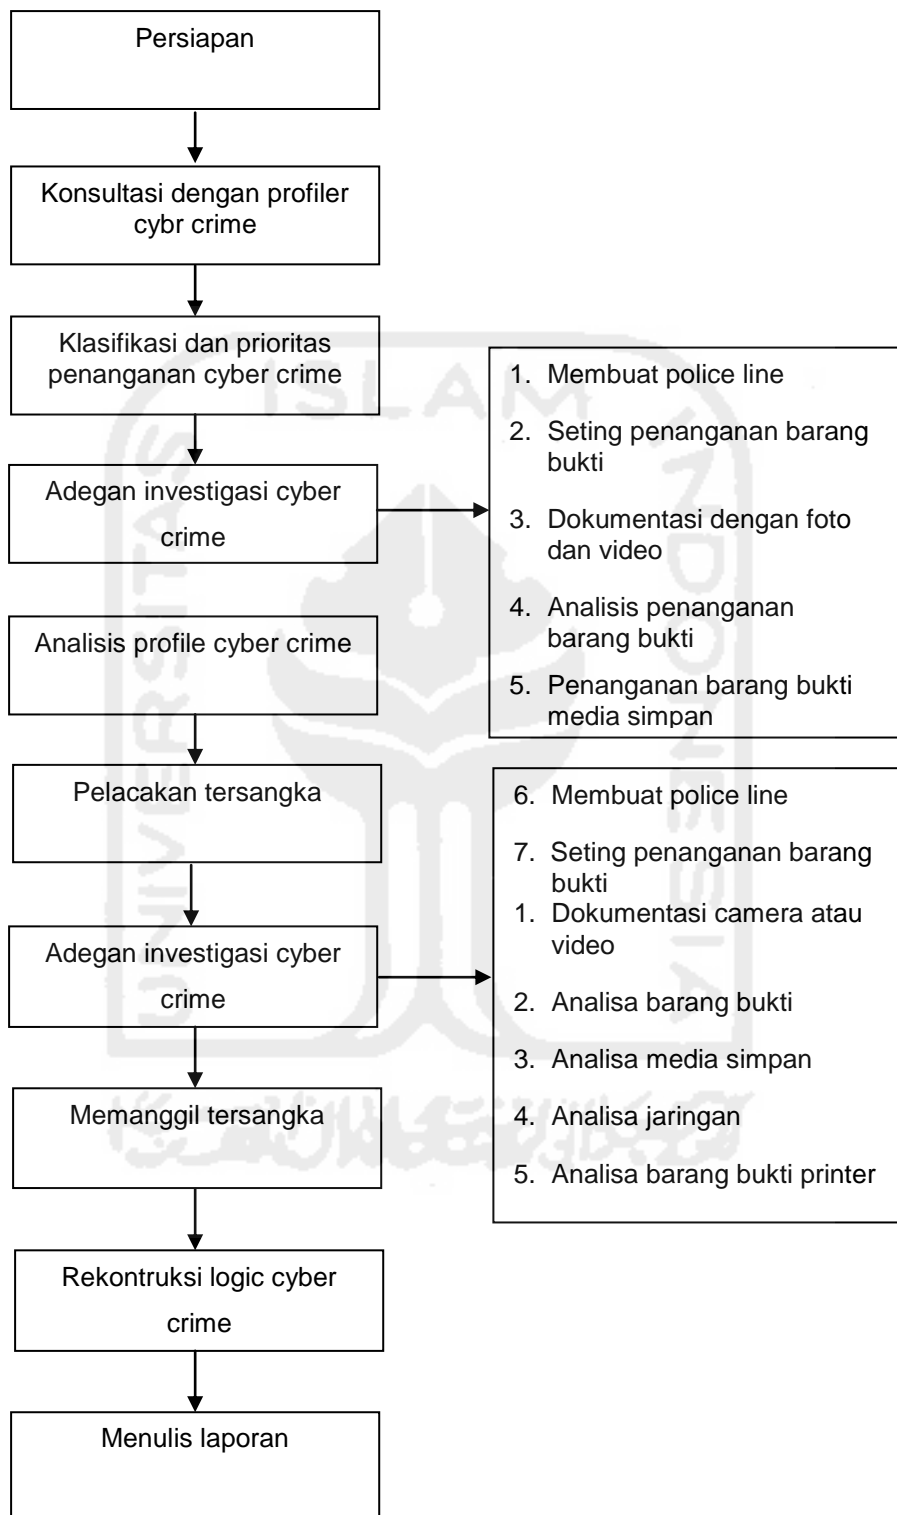 Persiapan
Konsultasi dengan profiler
cybr crime
Klasifikasi dan prioritas
penanganan cyber crime
Adegan investigasi cyber
crime
1. Membuat police line
2. Seting penanganan barang
bukti
3. Dokumentasi dengan foto
dan video
4. Analisis penanganan
barang bukti
5. Penanganan barang bukti
media simpan
Analisis profile cyber crime
Pelacakan tersangka
Adegan investigasi cyber
crime
6. Membuat police line
7. Seting penanganan barang
bukti
1. Dokumentasi camera atau
video
2. Analisa barang bukti
3. Analisa media simpan
4. Analisa jaringan
5. Analisa barang bukti printer
Memanggil tersangka
Rekontruksi logic cyber
crime
Menulis laporan
UNIVERSITAS
ISLAM
INDONESIA